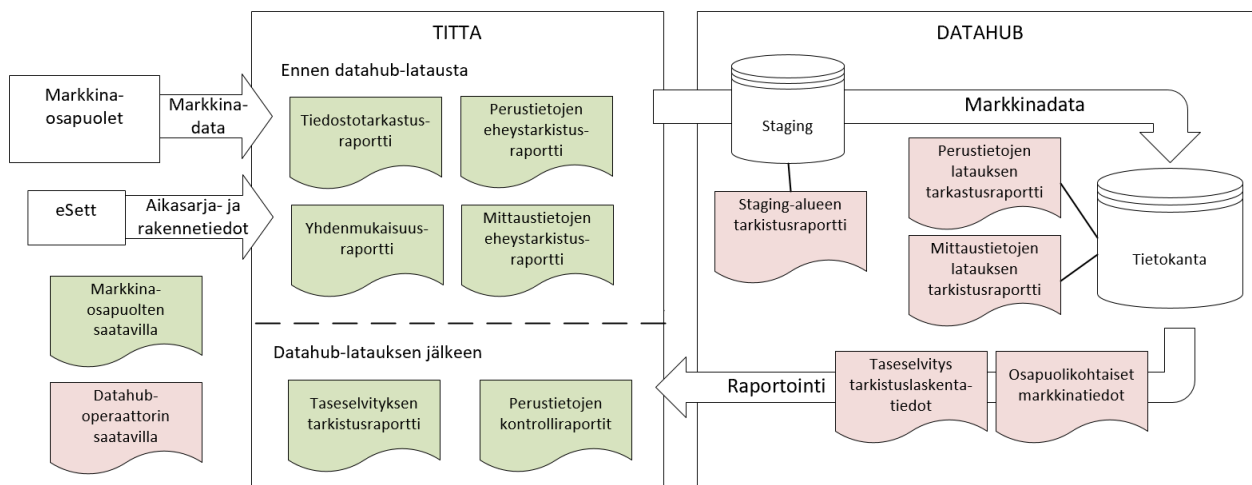 TITTA
DATAHUB
Markkina-
osapuolet
Markkina-
data
eSett
Aikasarja- ja
rakennetiedot
Markkina-
osapuolten
saatavilla
Datahub-
operaattorin
saatavilla
Ennen datahub-latausta
Tiedostotarkastus-
raportti
Perustietojen
eheystarkistus-
raportti
Yhdenmukaisuus-
raportti
Mittaustietojen
eheystarkistus-
raportti
Datahub-latauksen jälkeen
Taseselvityksen
tarkistusraportti
Perustietojen
kontrolliraportit
Staging
Markkinadata
Staging-alueen
tarkistusraportti
Perustietojen
latauksen
tarkastusraportti
Mittaustietojen
latauksen
tarkistusraportti
Tietokanta
Raportointi
Taseselvitys
tarkistuslaskenta-
tiedot
Osapuolikohtaiset
markkinatiedot